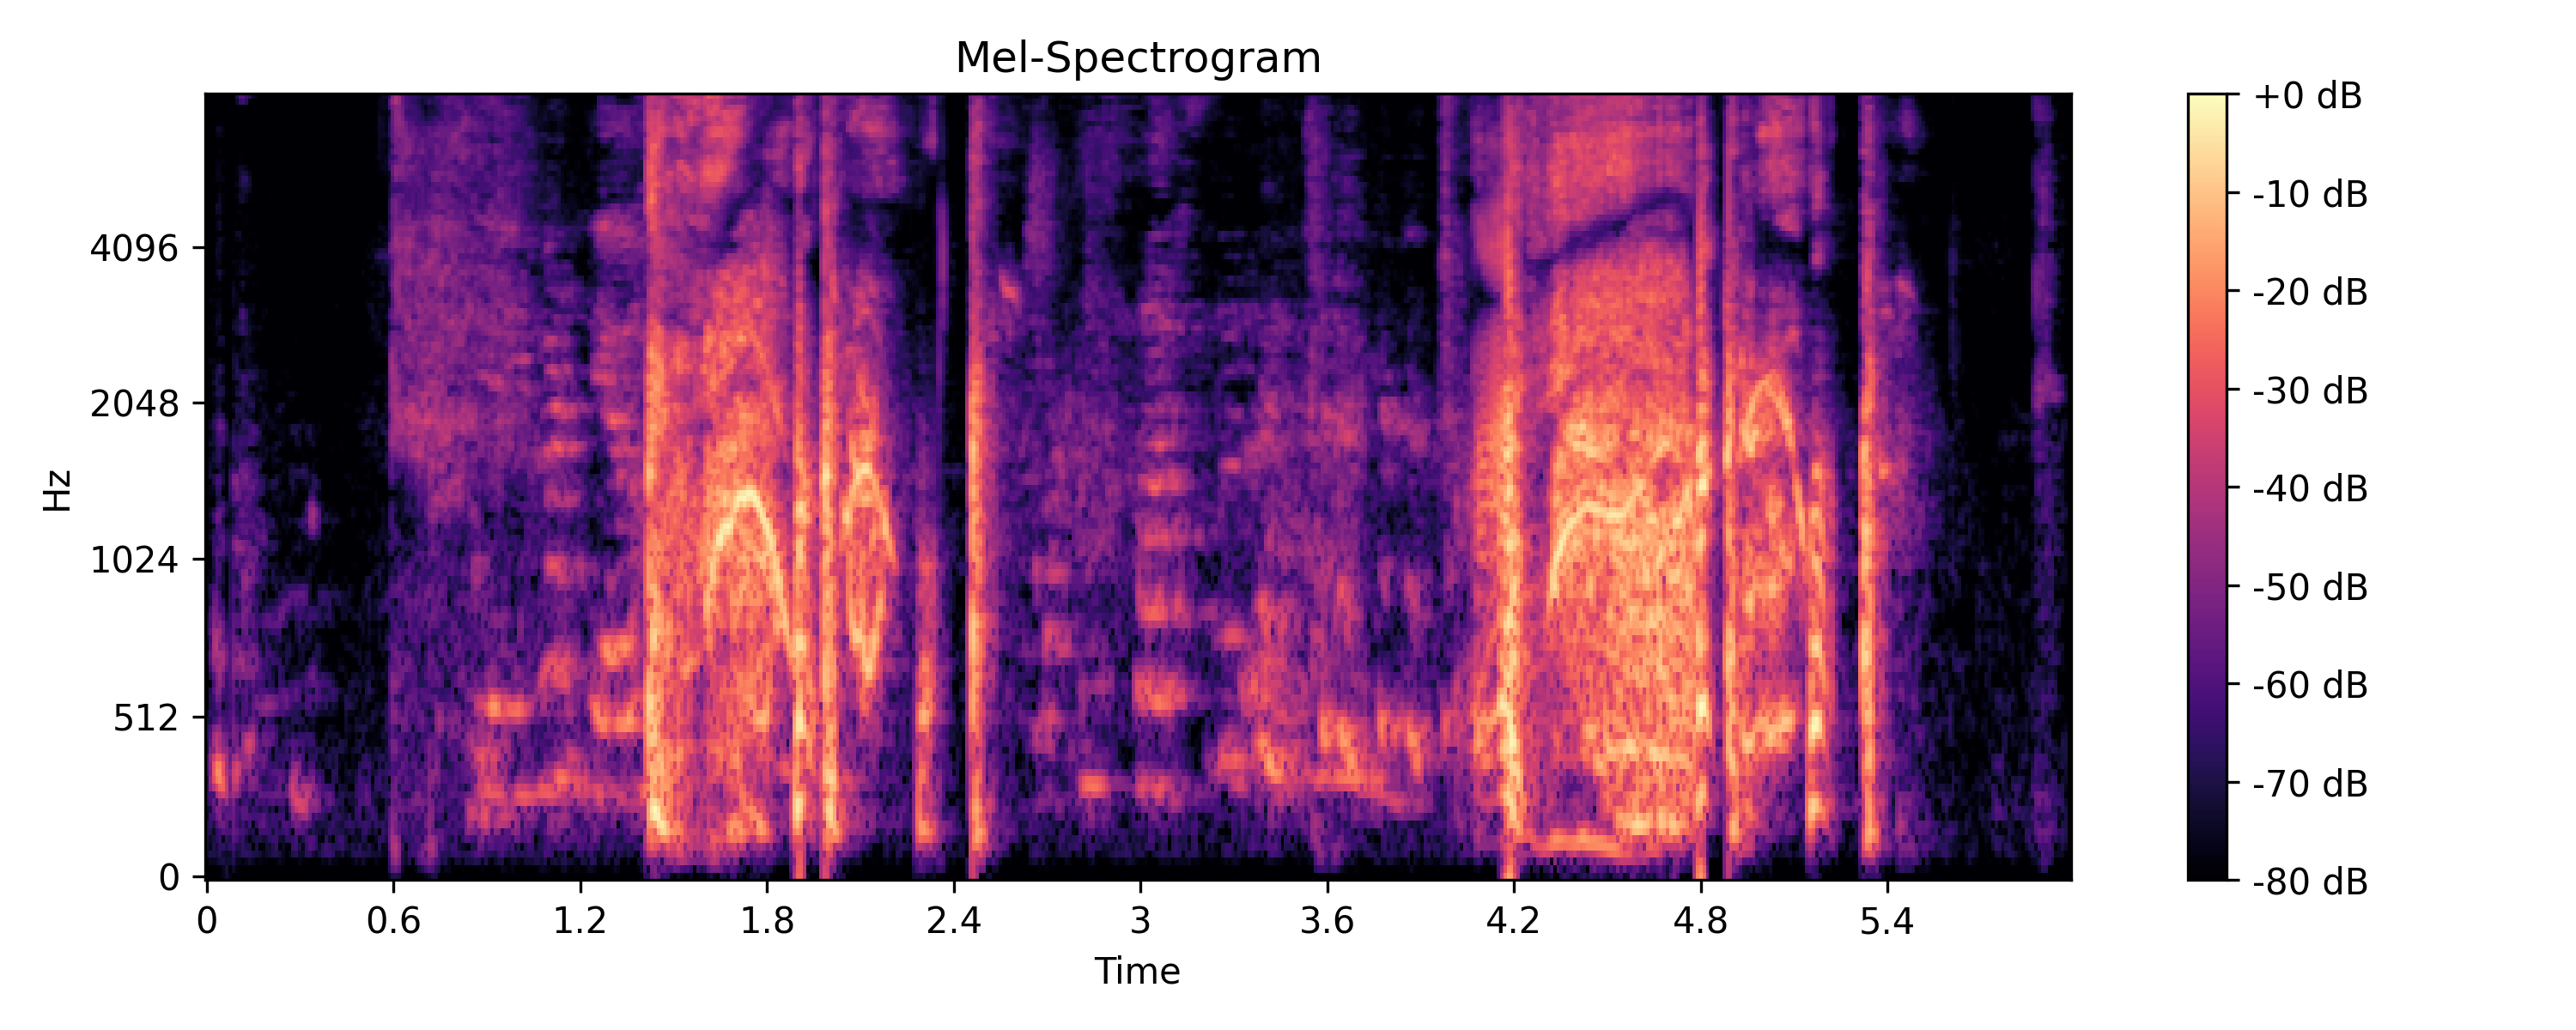 Mel-Spectrogram
Hz
4096
2048
1024
512
0
0 0.6 1.2 1.8 2.4 3 3.6 4.2 4.8 5.4
Time
+0 dB
-10 dB
-20 dB
-30 dB
-40 dB
-50 dB
-60 dB
-70 dB
-80 dB